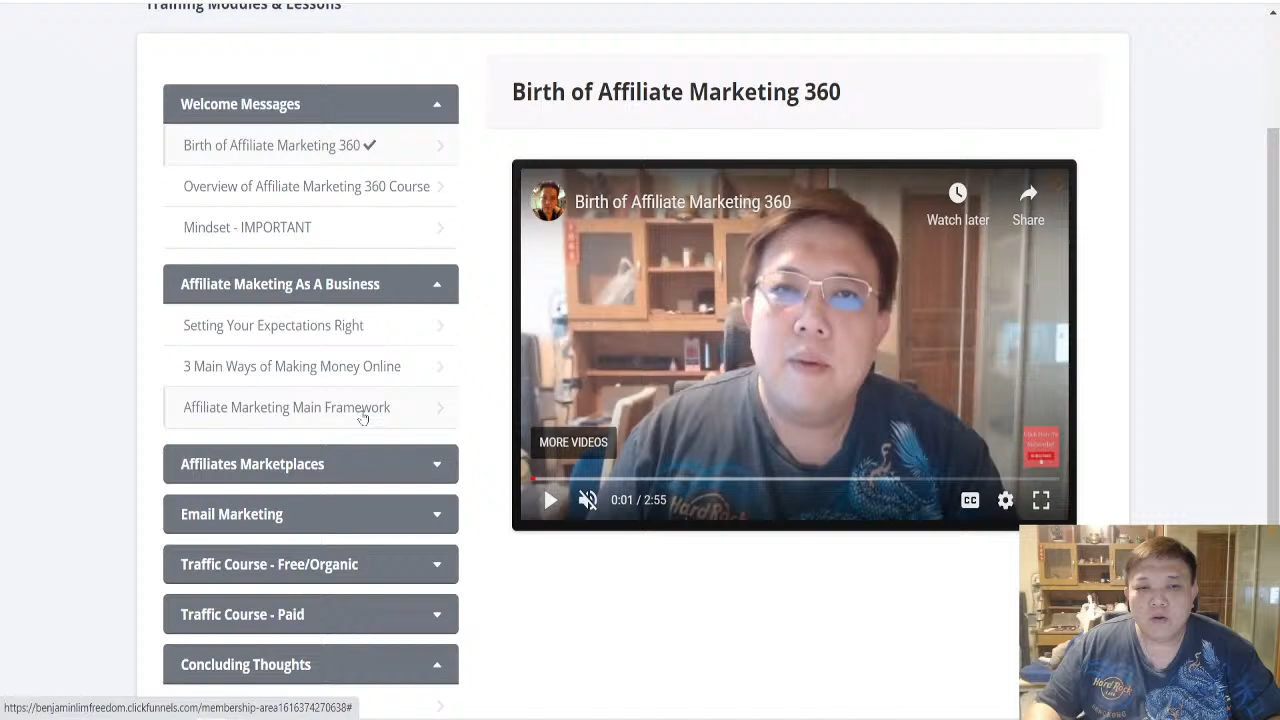 Training Modules & Lessons
Welcome Messages
Birth of Affiliate Marketing 360
Overview of Affiliate Marketing 360 Course
Mindset - IMPORTANT
Affiliate Maketing As A Business
Setting Your Expectations Right
3 Main Ways of Making Money Online
Affiliate Marketing Main Framework
Affiliates Marketplaces
Email Marketing
Traffic Course - Free/Organic
Traffic Course - Paid
Concluding Thoughts
Birth of Affiliate Marketing 360
Birth of Affiliate Marketing 360
Watch later
Share
MORE VIDEOS
0:01 / 2:55
CC
Hard Rock
Hard Rock
https://benjaminlimfreedom.clickfunnels.com/membership-area1616374270638#